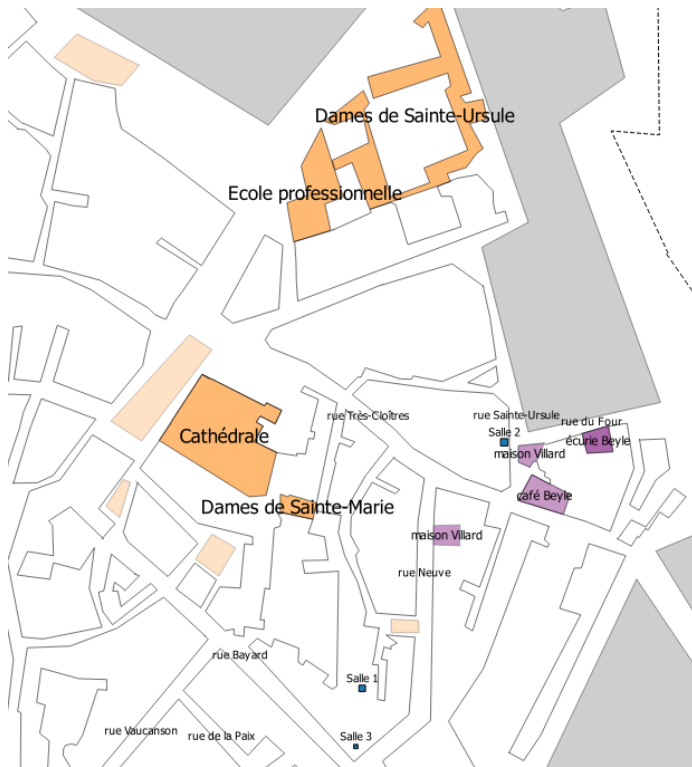 Dames de Sainte-Ursule
Ecole professionnelle
rue Très-Cloîtres
rue Sainte-Ursule
rue du Four
Salle 2
écurie Beyle
Cathédrale
maison Villard
café Beyle
Dames de Sainte-Marie
maison Villard
rue Neuve
rue Bayard
Salle 1
rue Vaucanson
rue de la Paix
Salle 3